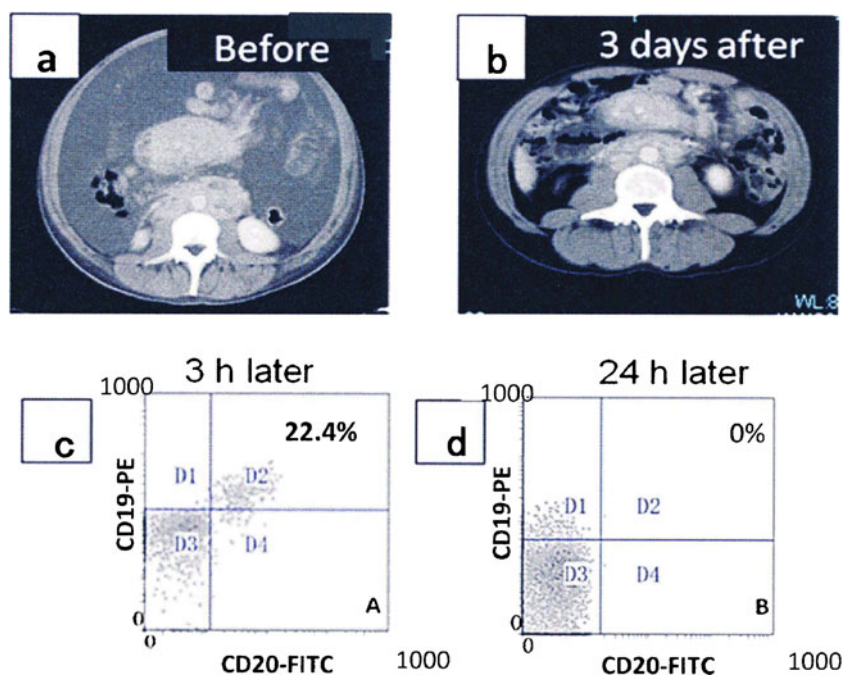 a
Before
b
3 days after
WL:8
3 h later
24 h later
c
1000
22.4%
D1
D2
D3
D4
CD19-PE
A
0
0
CD20-FITC
1000
d
1000
0%
D1
D2
D3
D4
CD19-PE
B
0
0
CD20-FITC
1000